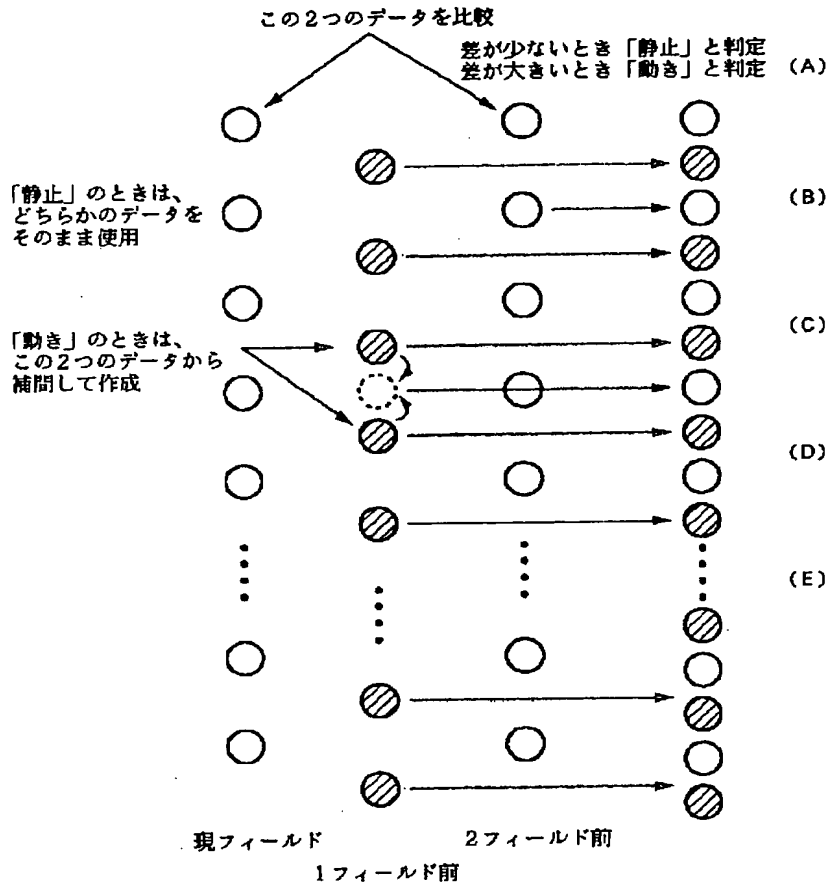 この2つのデータを比較
差が少ないとき「静止」と判定
差が大きいとき「動き」と判定
(A)
「静止」のときは、
どちらかのデータを
そのまま使用
(B)
(C)
「動き」のときは、
この2つのデータから
補間して作成
(D)
(E)
現フィールド
2フィールド前
1フィールド前